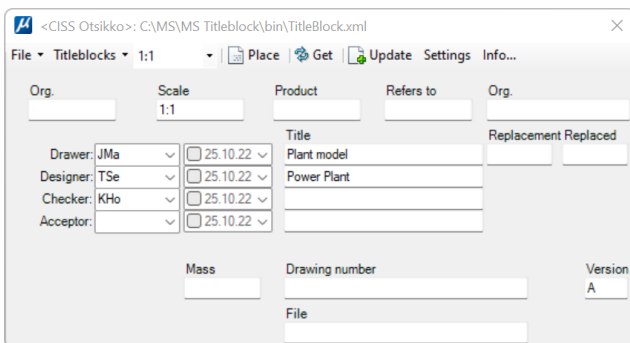 <CISS Otsikko>: C:\MS\MS Titleblock\bin\TitleBlock.xml
File Titleblocks 1:1 Place Get Update Settings Info...
Org. Scale Product Refers to Org.
1:1
Title Replacement Replaced
Drawer: JMa 25.10.22 Plant model
Designer: TSe 25.10.22 Power Plant
Checker: KHo 25.10.22
Acceptor: 25.10.22
Mass Drawing number Version
A
File